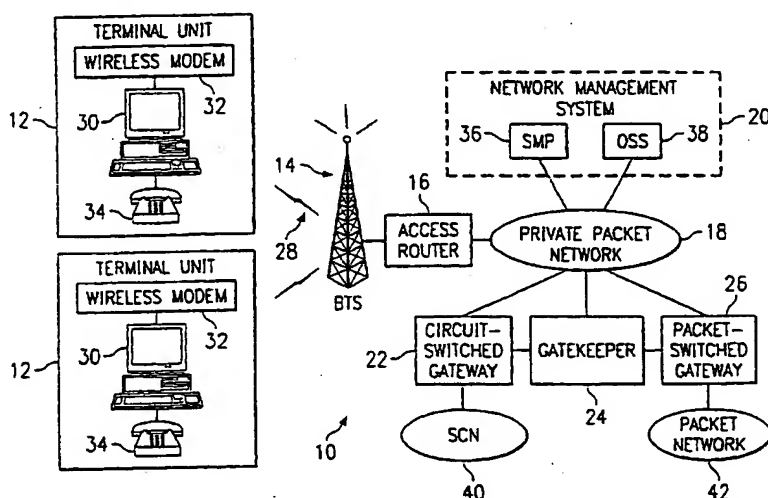 TERMINAL UNIT
WIRELESS MODEM
12
30
32
34
TERMINAL UNIT
WIRELESS MODEM
12
30
32
34
14
28
BTS
16
ACCESS
ROUTER
NETWORK MANAGEMENT
SYSTEM
20
36
SMP
OSS
38
PRIVATE PACKET
NETWORK
18
26
22
CIRCUIT-
SWITCHED
GATEWAY
GATEKEEPER
24
PACKET-
SWITCHED
GATEWAY
10
SCN
40
PACKET
NETWORK
42